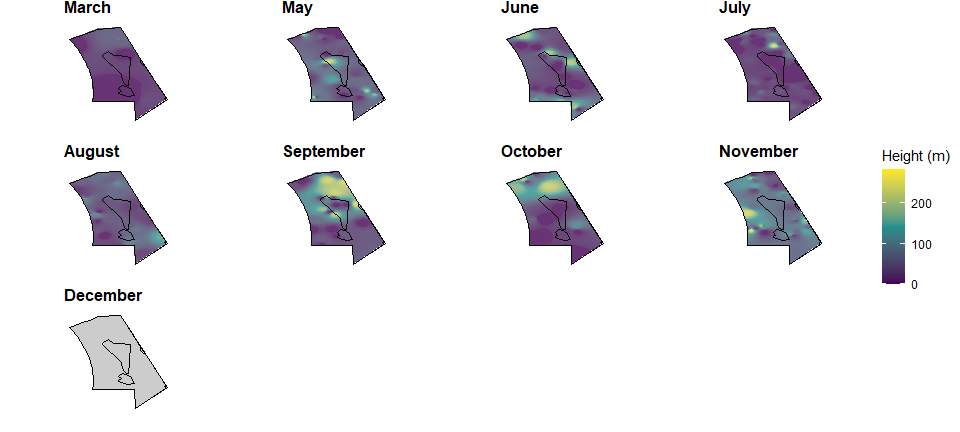 March
May
June
July
August
September
October
November
Height (m)
200
100
0
December